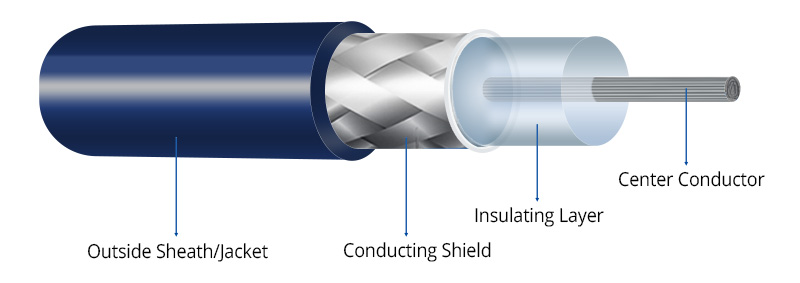 Center Conductor
Insulating Layer
Outside Sheath/Jacket
Conducting Shield